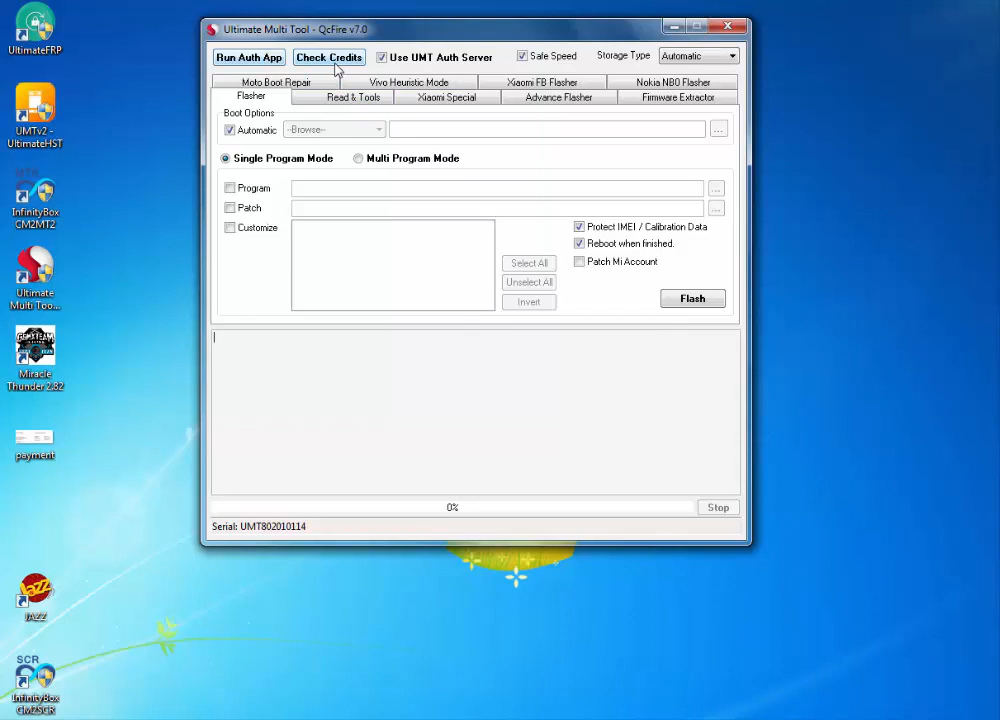 UltimateFRP
UMTv2 -
UltimateHST
InfinityBox
CM2MT2
Ultimate
Multi Too...
GEMXTEAM
Miracle
Thunder 2.82
payment
Jazz
JAZZ
SCR
InfinityBox
CM2SCR
Ultimate Multi Tool - QcFire v7.0
Run Auth App
Check Credits
Use UMT Auth Server
Safe Speed
Storage Type
Automatic
Moto Boot Repair
Vivo Heuristic Mode
Xiaomi FB Flasher
Nokia NB0 Flasher
Flasher
Read & Tools
Xiaomi Special
Advance Flasher
Firmware Extractor
Boot Options
Automatic
--Browse--
...
Single Program Mode
Multi Program Mode
Program
...
Patch
...
Customize
Protect IMEI / Calibration Data
Reboot when finished.
Patch Mi Account
Select All
Unselect All
Invert
Flash
0%
Stop
Serial: UMT802010114